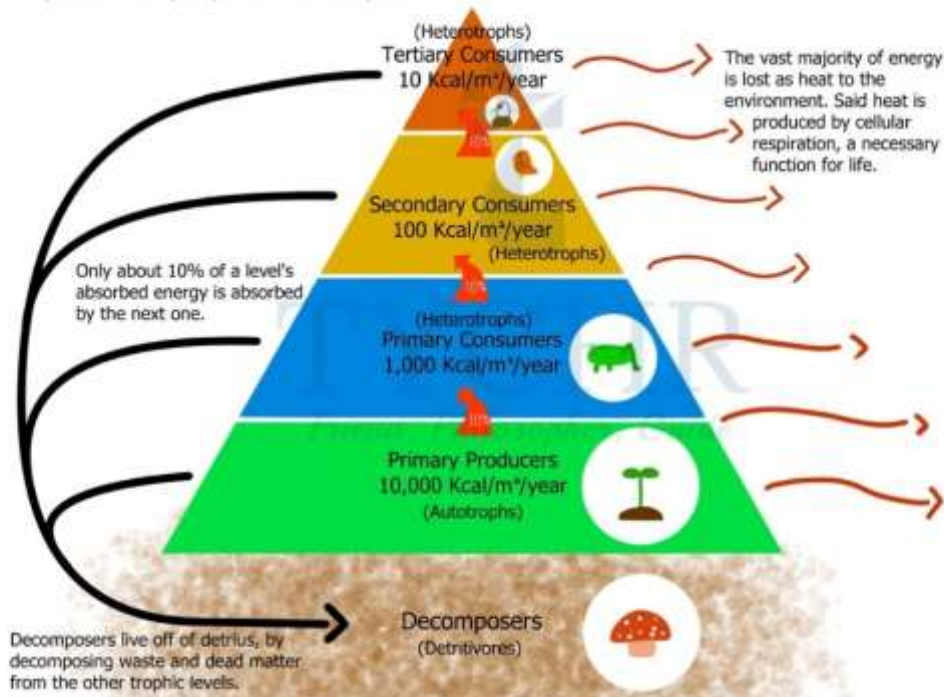 (Heterotrophs)
Tertiary Consumers
10 Kcal/m²/year
The vast majority of energy
is lost as heat to the
environment. Said heat is
produced by cellular
respiration, a necessary
function for life.
10%
Secondary Consumers
100 Kcal/m²/year
(Heterotrophs)
Only about 10% of a level's
absorbed energy is absorbed
by the next one.
10%
(Heterotrophs)
Primary Consumers
1,000 Kcal/m²/year
10%
Primary Producers
10,000 Kcal/m²/year
(Autotrophs)
Decomposers
(Detritivores)
Decomposers live off of detrius, by
decomposing waste and dead matter
from the other trophic levels.